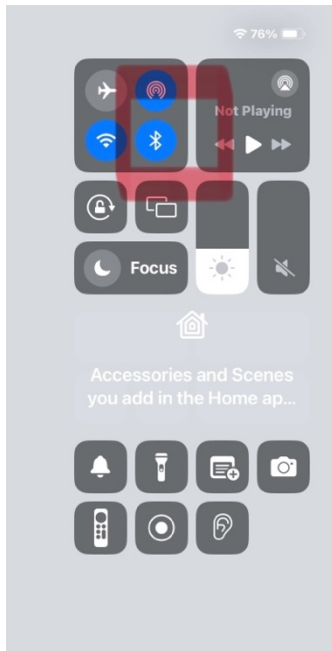 76%
Not Playing
Focus
Accessories and Scenes
you add in the Home ap...